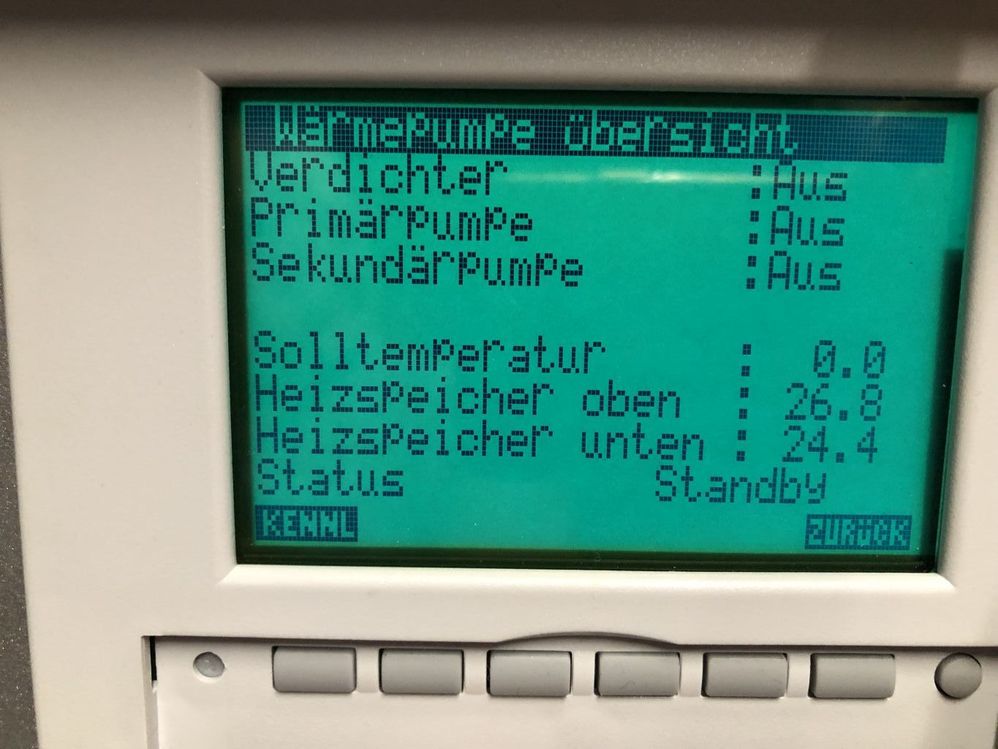 Wärmepumpe Übersicht
Verdichter :Aus
Primärpumpe :Aus
Sekundärpumpe :Aus
Solltemperatur : 0.0
Heizspeicher oben : 26.8
Heizspeicher unten : 24.4
Status Standby
KENNL ZURÜCK